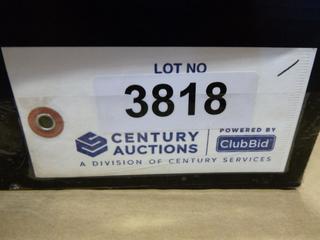 LOT NO
3818
CENTURY AUCTIONS
POWERED BY
ClubBid
A DIVISION OF CENTURY SERVICES